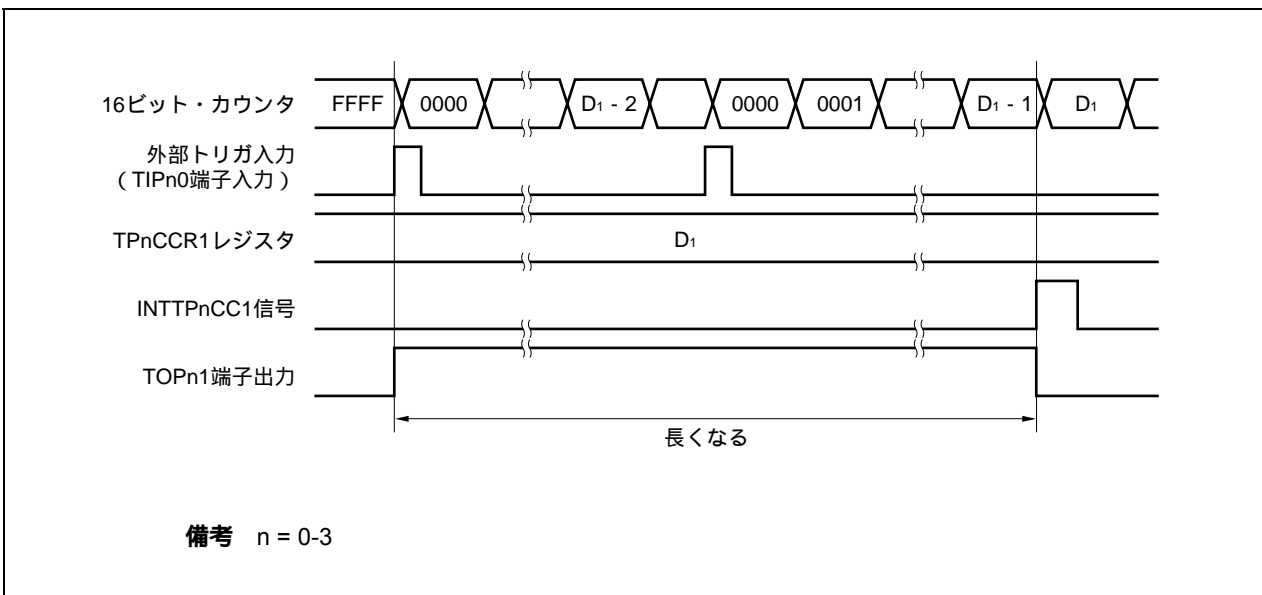 16ビット・カウンタ FFFF 0000 D₁ - 2 0000 0001 D₁ - 1 D₁
外部トリガ入力
（TIPn0端子入力）
TPnCCR1レジスタ D₁
INTTPnCC1信号
TOPn1端子出力
長くなる
備考 n = 0-3